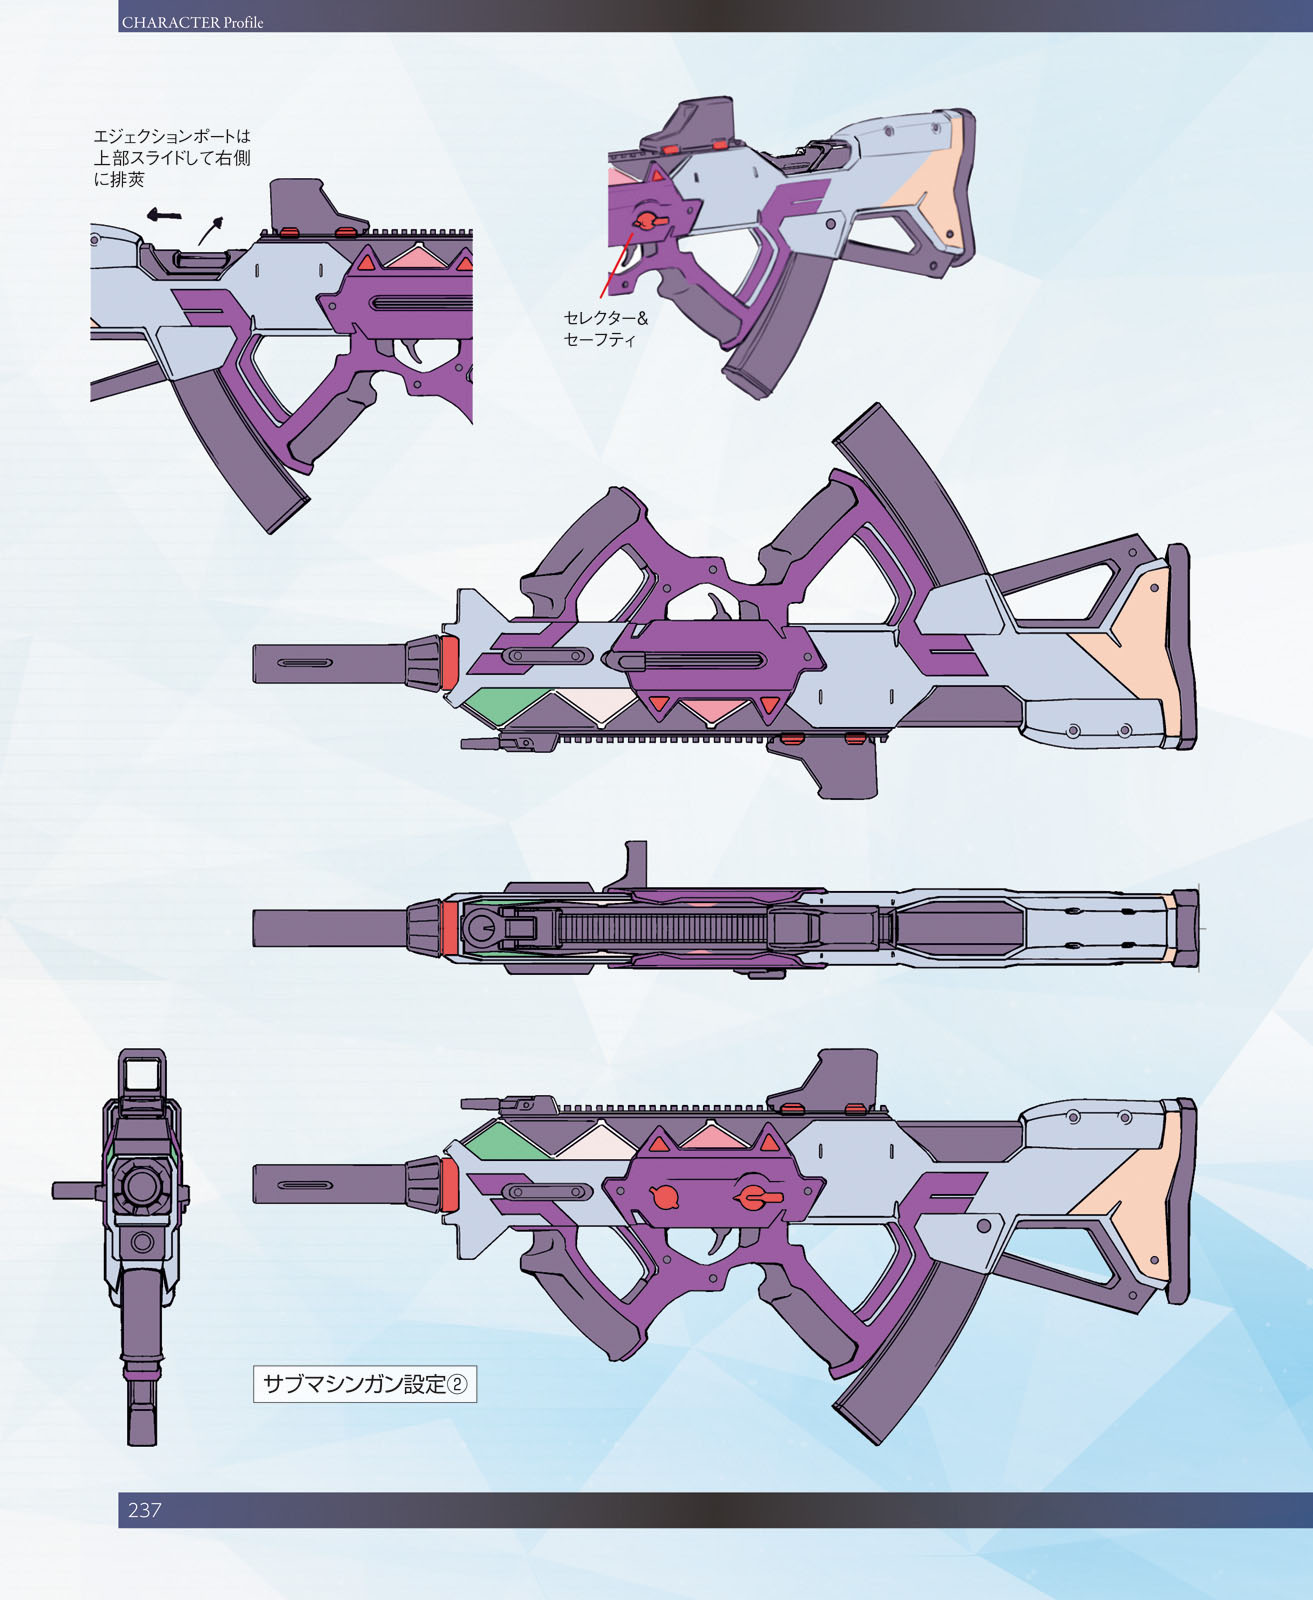 CHARACTER Profile
エジェクションポートは
上部スライドして右側
に排莢
セレクター&
セーフティ
サブマシンガン設定②
237